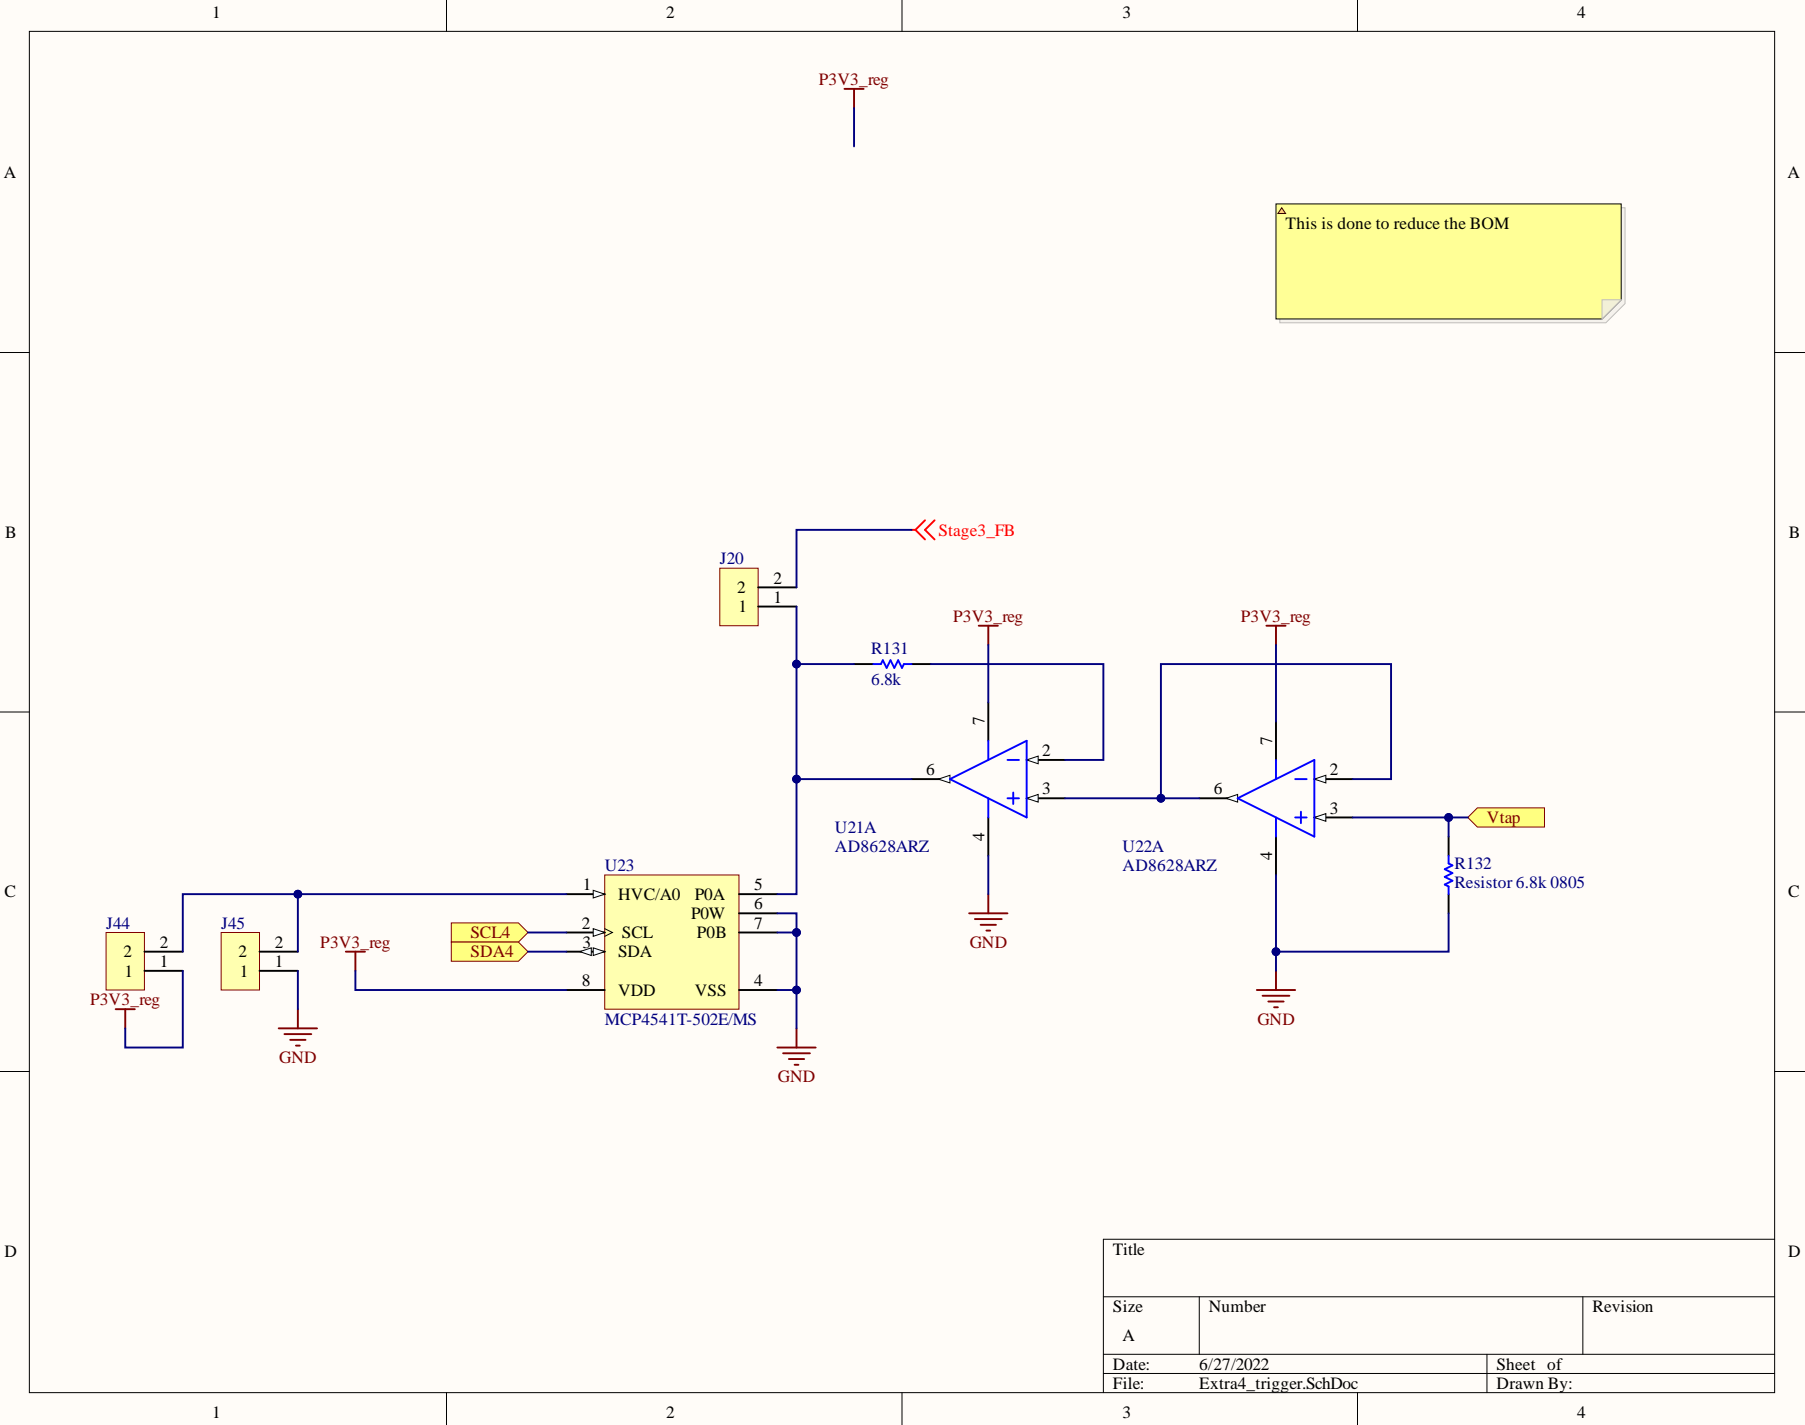 1 2 3 4
P3V3_reg
A A
This is done to reduce the BOM
B B
Stage3_FB
J20
2 2
1 1
P3V3_reg P3V3_reg
R131
6.8k
7 7
2 2
6 3 6 3
Vtap
4 4
U21A
AD8628ARZ
U22A
AD8628ARZ
R132
Resistor 6.8k 0805
GND
GND
U23
C C
1 HVC/A0 P0A 5
P0W 6
SCL4 2 SCL P0B 7
SDA4 3 SDA
8 VDD VSS 4
MCP4541T-502E/MS
GND
J44 J45
2 2 2 2
1 1 1 1
P3V3_reg
P3V3_reg
GND
D D
Title
Size Number Revision
A
Date: 6/27/2022 Sheet of
File: Extra4_trigger.SchDoc Drawn By:
1 2 3 4